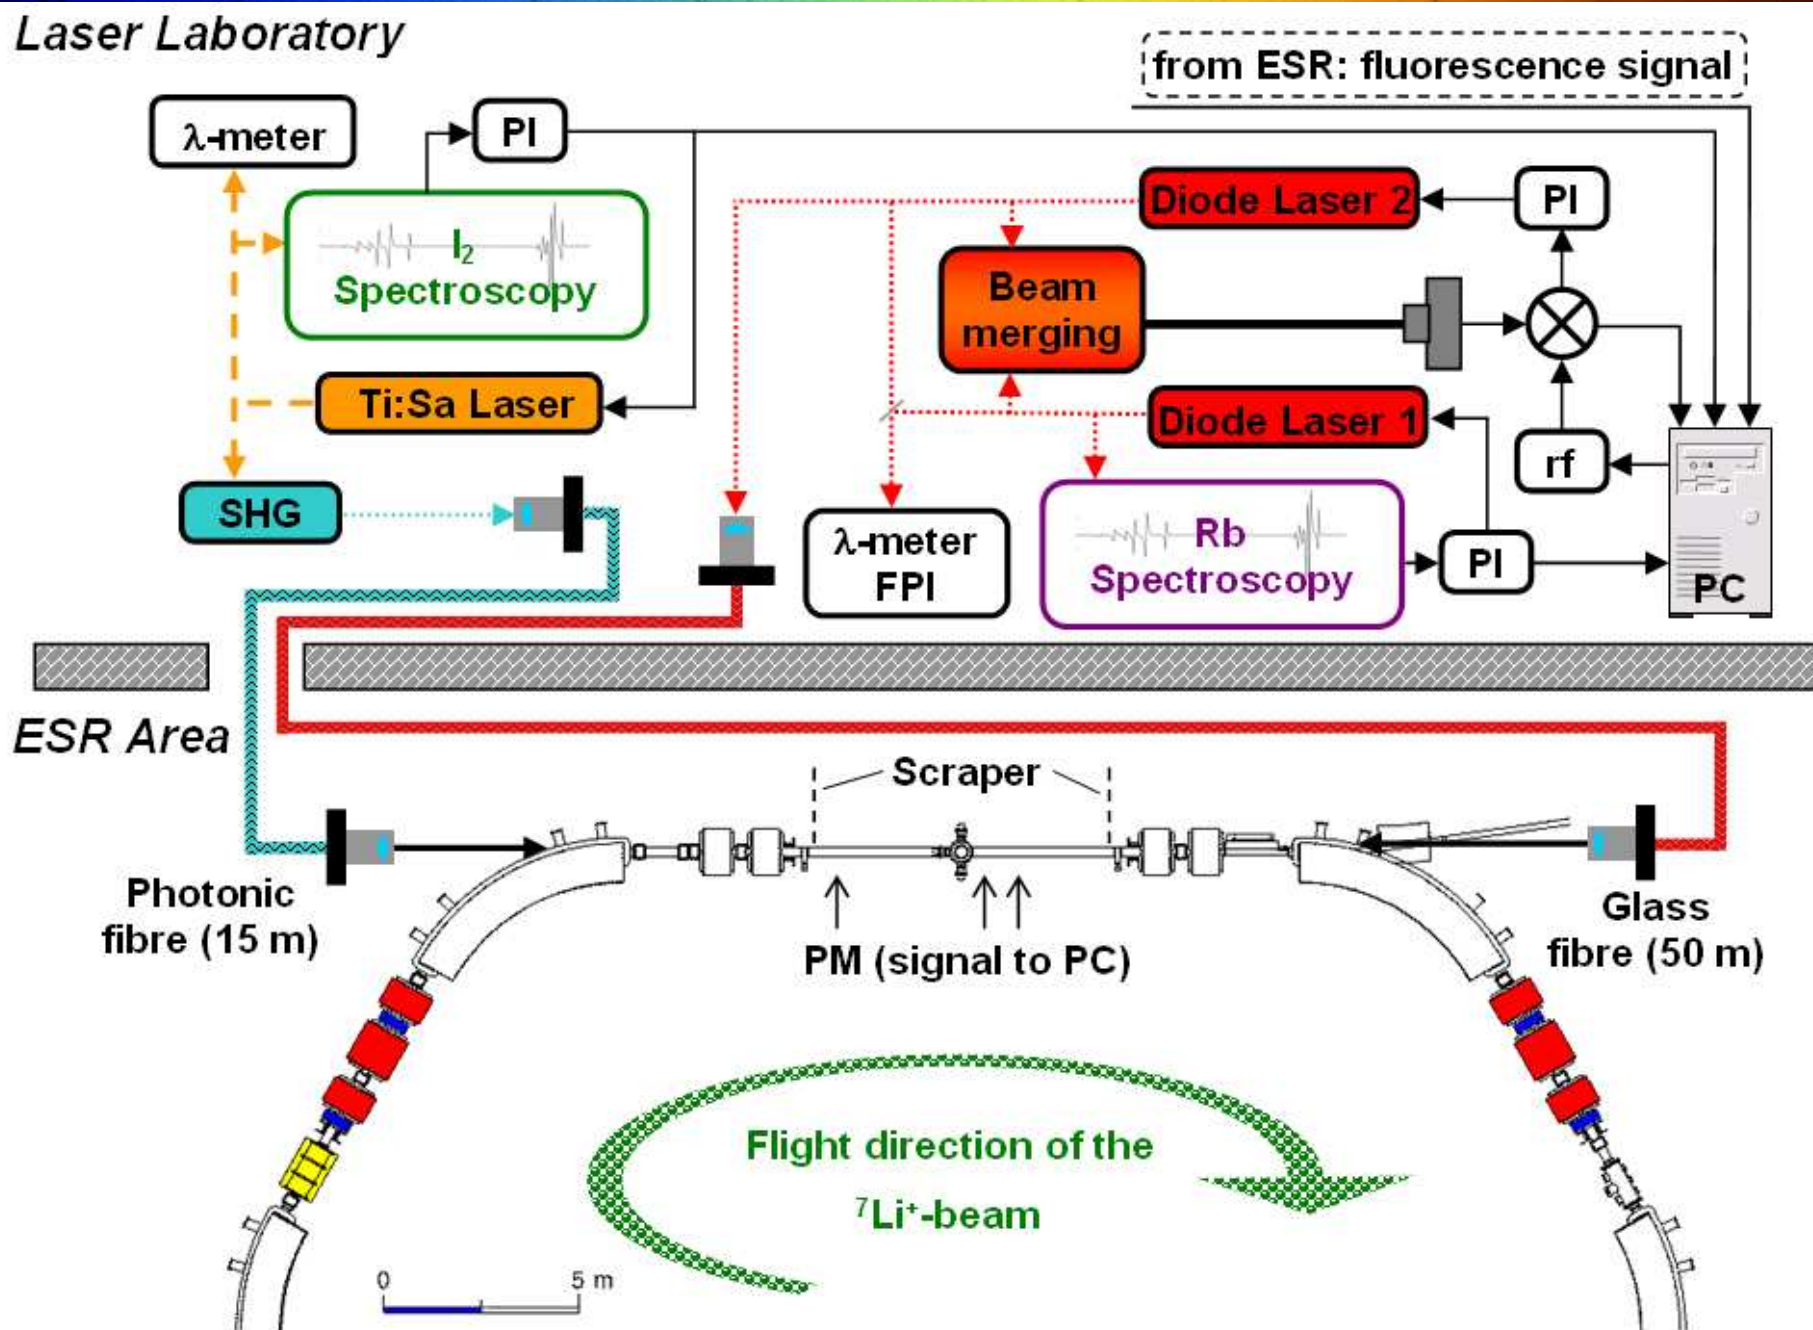 Laser Laboratory
from ESR: fluorescence signal
λ-meter
PI
I₂
Spectroscopy
Diode Laser 2
PI
Beam
merging
Ti:Sa Laser
Diode Laser 1
rf
SHG
λ-meter
FPI
Rb
Spectroscopy
PI
PC
ESR Area
Scraper
Photonic
fibre (15 m)
PM (signal to PC)
Glass
fibre (50 m)
Flight direction of the
⁷Li⁺-beam
0
5 m